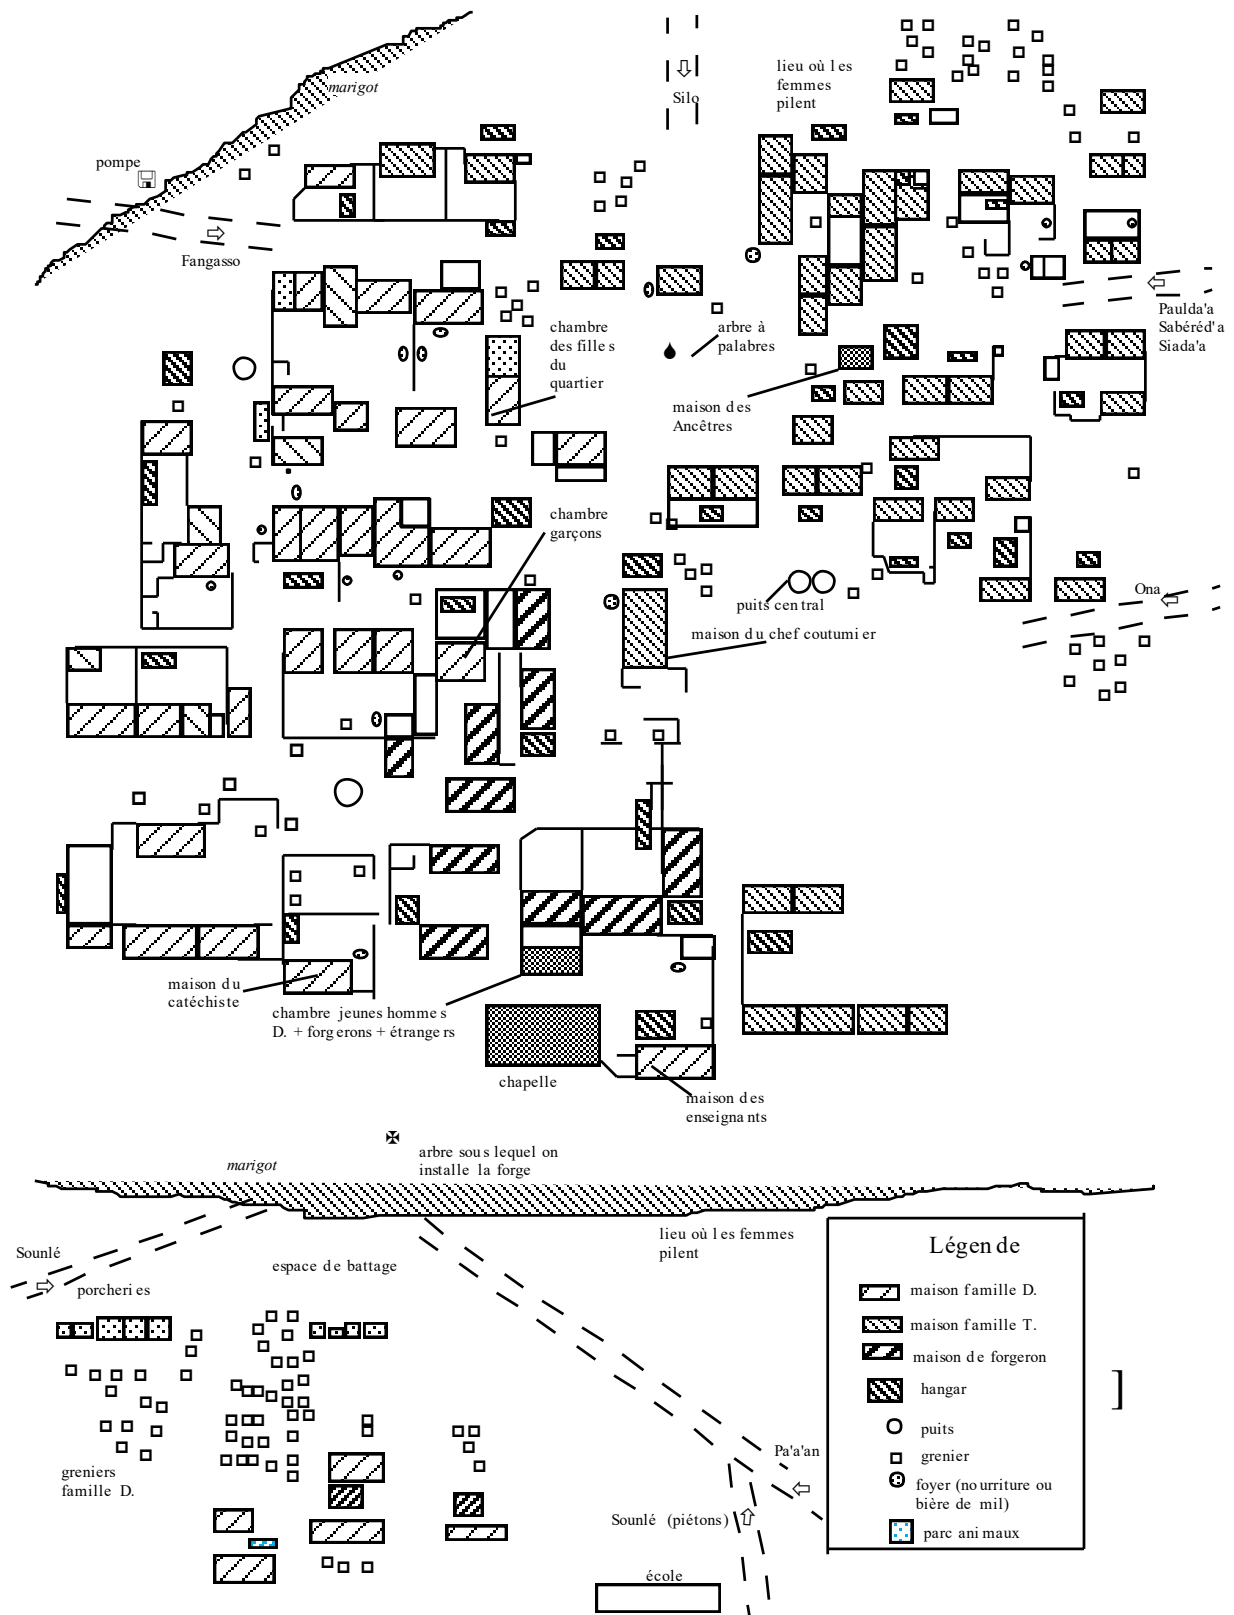 marigot
Silo
lieu où les
femmes
pilent
pompe
Fangasso
Paulda'a
Sabéréd'a
Siada'a
chambre
des filles
du
quartier
arbre à
palabres
maison des
Ancêtres
chambre
garçons
puits central
Ona
maison du chef coutumier
maison du
catéchiste
chambre jeunes hommes
D. + forgerons + étrangers
chapelle
maison des
enseignants
arbre sous lequel on
installe la forge
marigot
lieu où les femmes
pilent
Sounlé
espace de battage
porcheries
greniers
famille D.
Pa'a'an
Sounlé (piétons)
école
Légende
maison famille D.
maison famille T.
maison de forgeron
hangar
puits
grenier
foyer (nourriture ou
bière de mil)
parc animaux
]